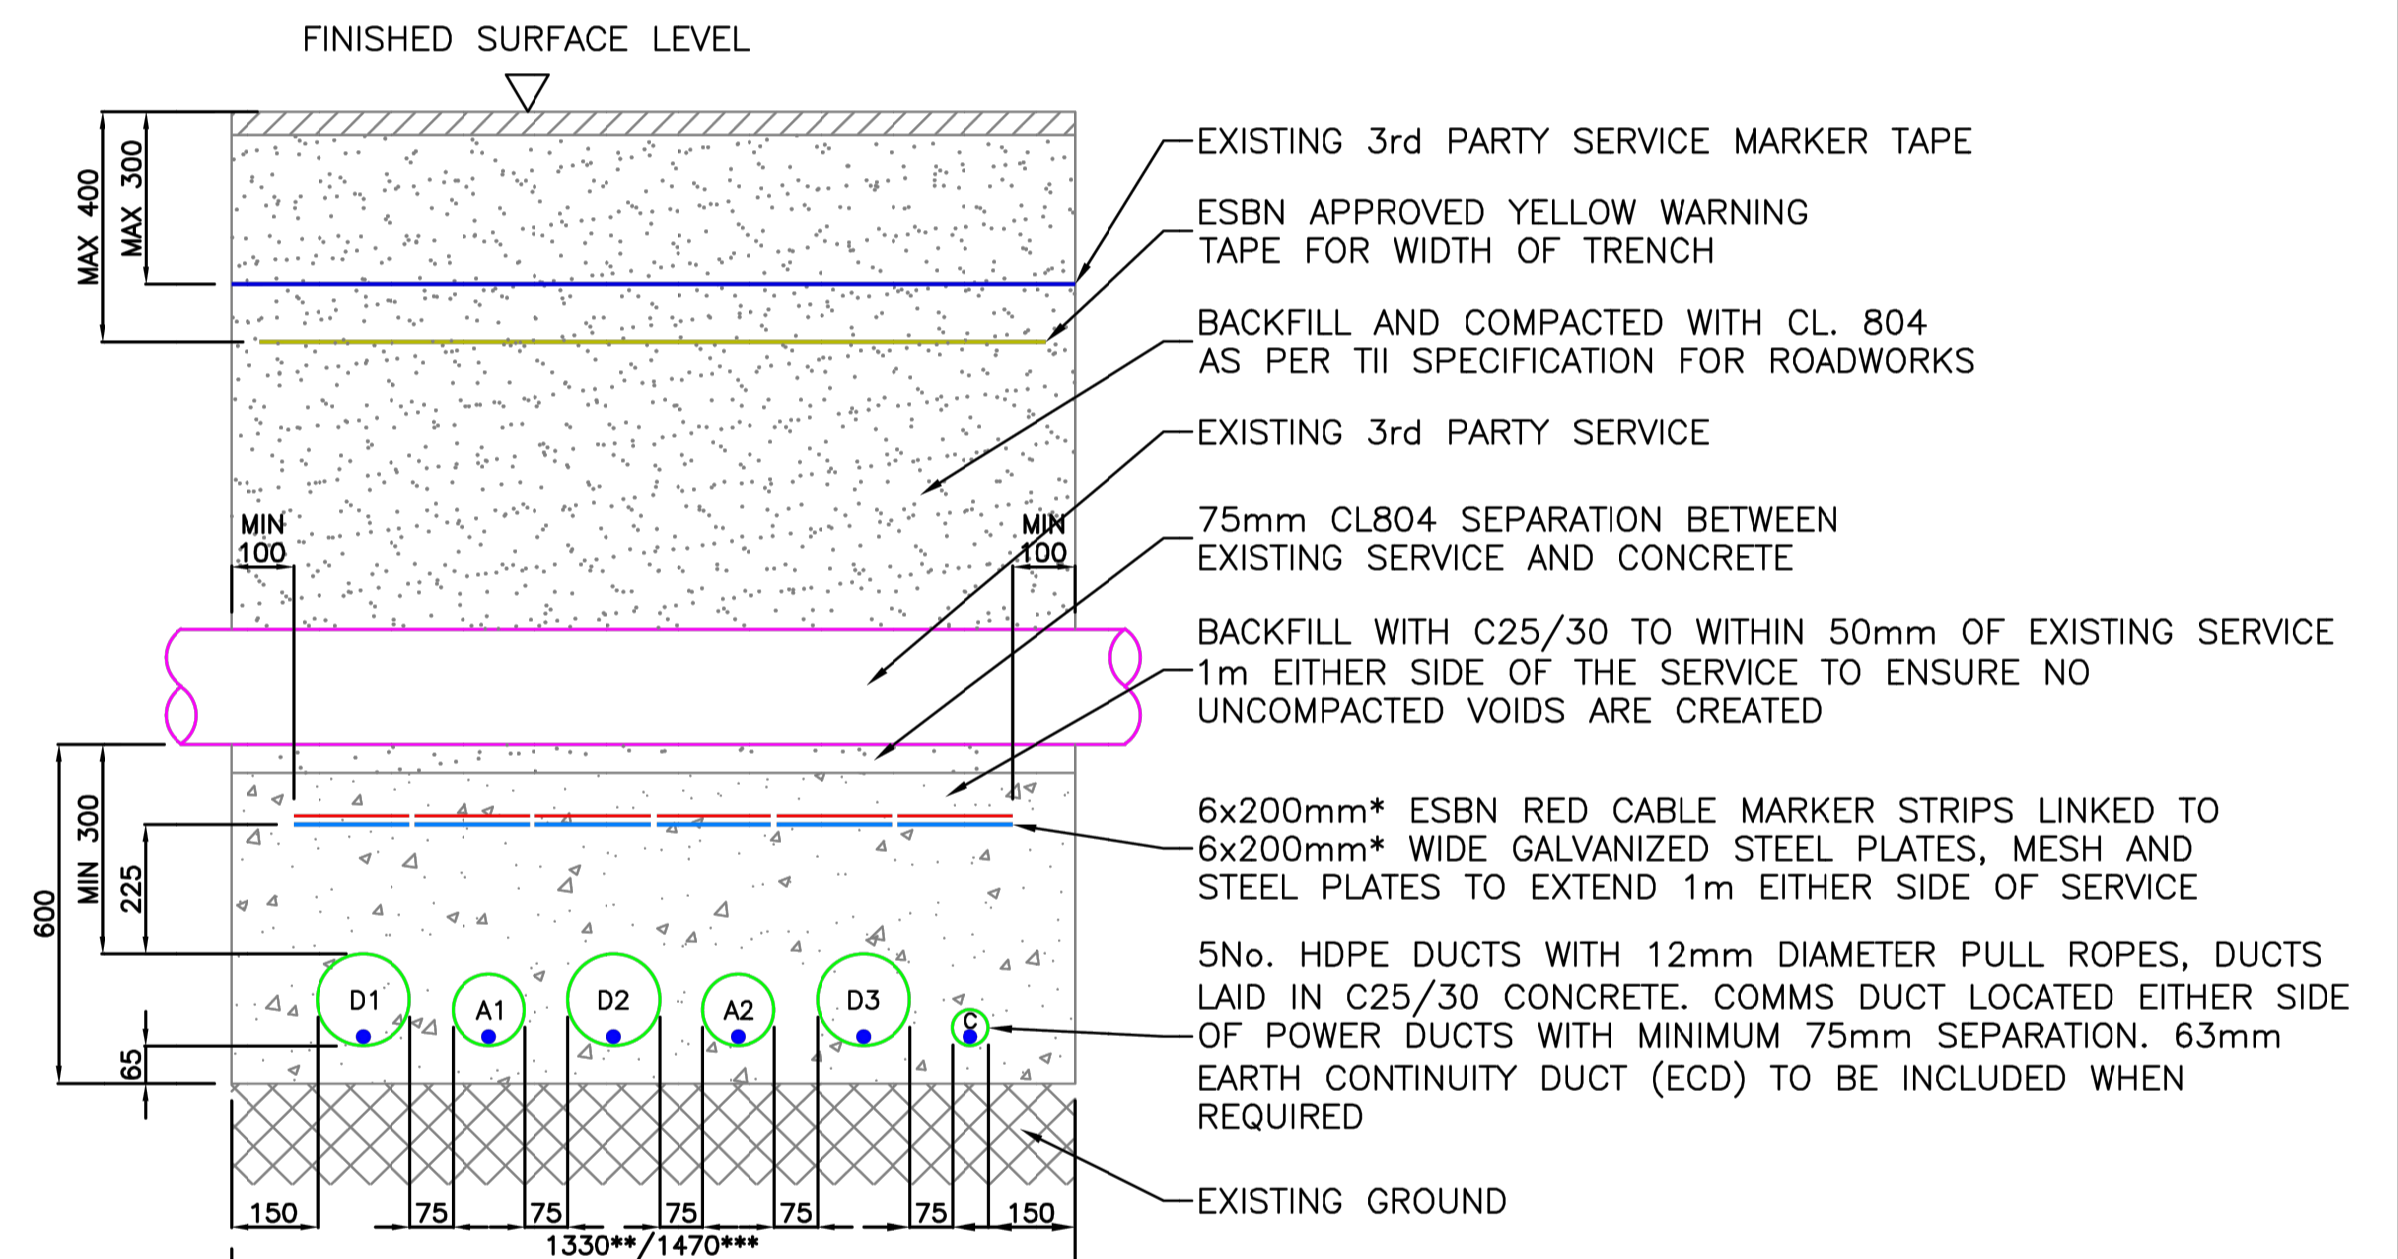 FINISHED SURFACE LEVEL
MAX 400
MAX 300
EXISTING 3rd PARTY SERVICE MARKER TAPE
ESBN APPROVED YELLOW WARNING
TAPE FOR WIDTH OF TRENCH
BACKFILL AND COMPACTED WITH CL. 804
AS PER TII SPECIFICATION FOR ROADWORKS
EXISTING 3rd PARTY SERVICE
MIN
100
MIN
100
75mm CL804 SEPARATION BETWEEN
EXISTING SERVICE AND CONCRETE
BACKFILL WITH C25/30 TO WITHIN 50mm OF EXISTING SERVICE
1m EITHER SIDE OF THE SERVICE TO ENSURE NO
UNCOMPACTED VOIDS ARE CREATED
600
MIN 300
225
65
6x200mm* ESBN RED CABLE MARKER STRIPS LINKED TO
6x200mm* WIDE GALVANIZED STEEL PLATES, MESH AND
STEEL PLATES TO EXTEND 1m EITHER SIDE OF SERVICE
D1
A1
D2
A2
D3
C
5No. HDPE DUCTS WITH 12mm DIAMETER PULL ROPES, DUCTS
LAID IN C25/30 CONCRETE. COMMS DUCT LOCATED EITHER SIDE
OF POWER DUCTS WITH MINIMUM 75mm SEPARATION. 63mm
EARTH CONTINUITY DUCT (ECD) TO BE INCLUDED WHEN
REQUIRED
EXISTING GROUND
150
75
75
75
75
75
150
1330**/1470***